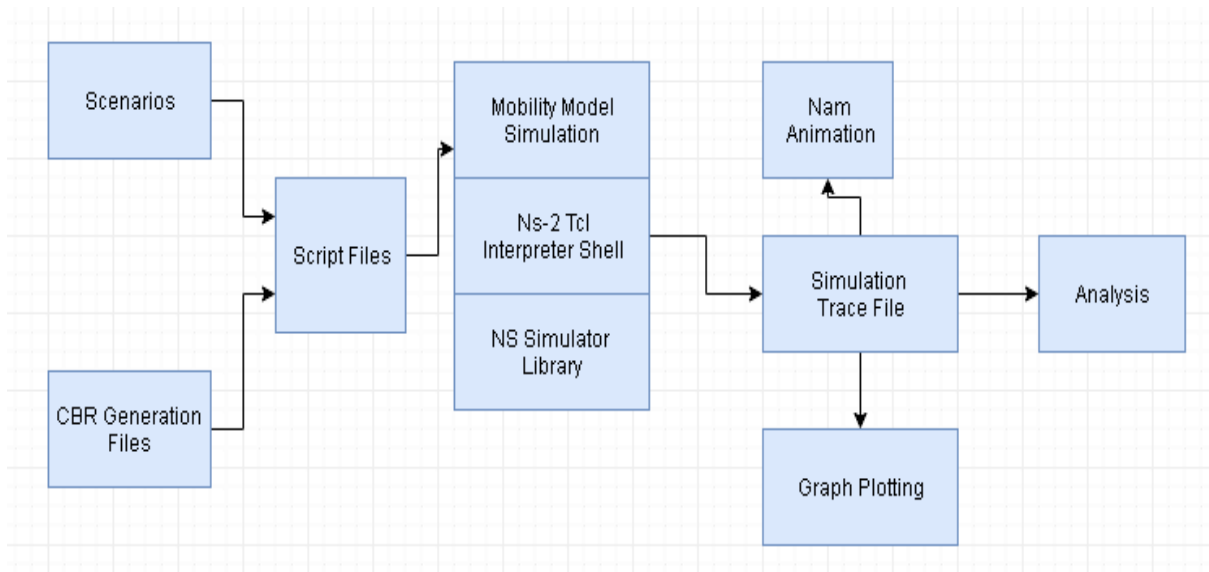 Scenarios
CBR Generation
Files
Script Files
Mobility Model
Simulation
Ns-2 Tcl
Interpreter Shell
NS Simulator
Library
Nam
Animation
Simulation
Trace File
Analysis
Graph Plotting